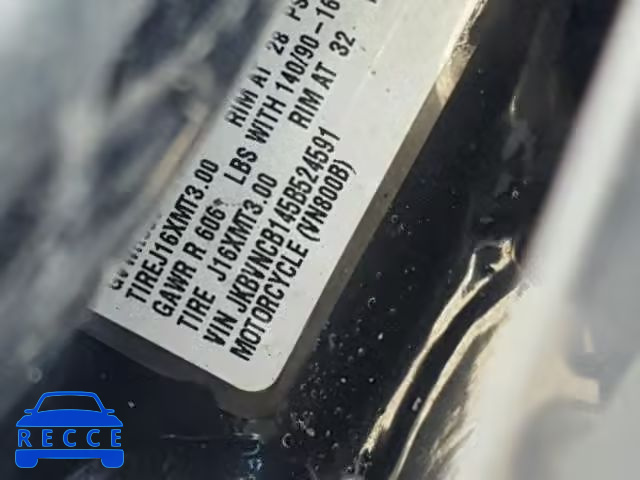 RIM AT 28
TIREJ16XMT3.00
GAWR R 606 LBS WITH 140/90-16
TIRE J16XMT3.00 RIM AT 32
VIN JKBVNCB145B524591
MOTORCYCLE (VN800B)
RECCE